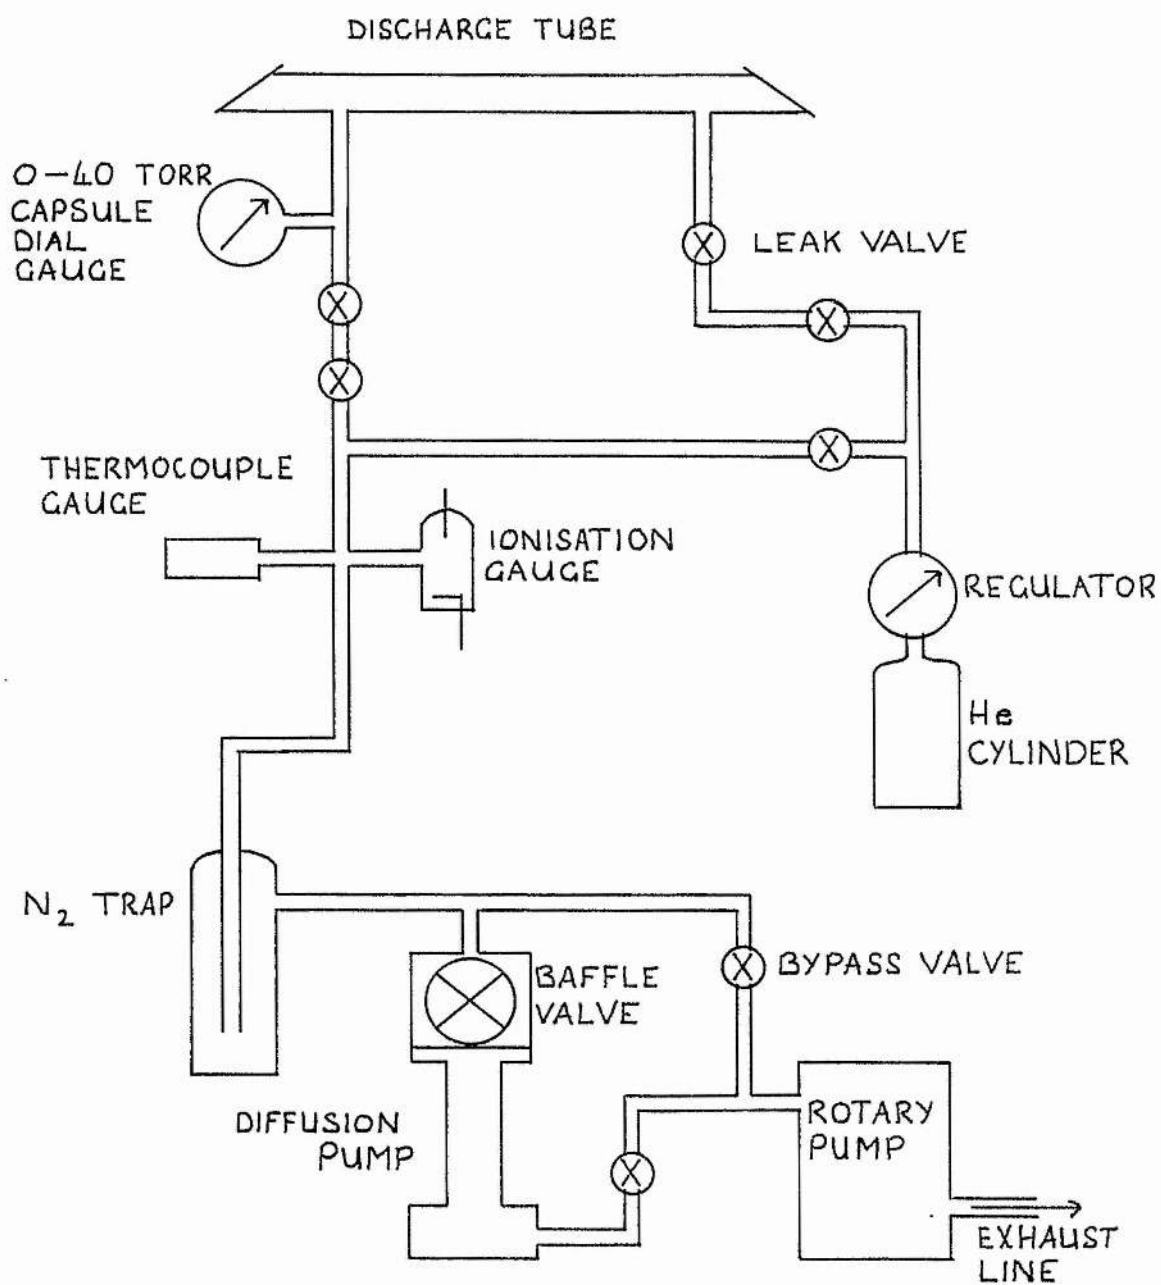 DISCHARGE TUBE
0-40 TORR
CAPSULE
DIAL
GAUGE
LEAK VALVE
THERMOCOUPLE
GAUGE
IONISATION
GAUGE
REGULATOR
He
CYLINDER
N₂ TRAP
BAFFLE
VALVE
BYPASS VALVE
DIFFUSION
PUMP
ROTARY
PUMP
EXHAUST
LINE